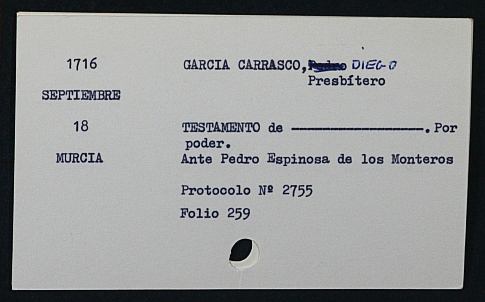 1716
GARCIA CARRASCO, Pedro DIEGO
Presbítero
SEPTIEMBRE
18
TESTAMENTO de --------------------. Por
poder.
MURCIA
Ante Pedro Espinosa de los Monteros
Protocolo Nº 2755
Folio 259